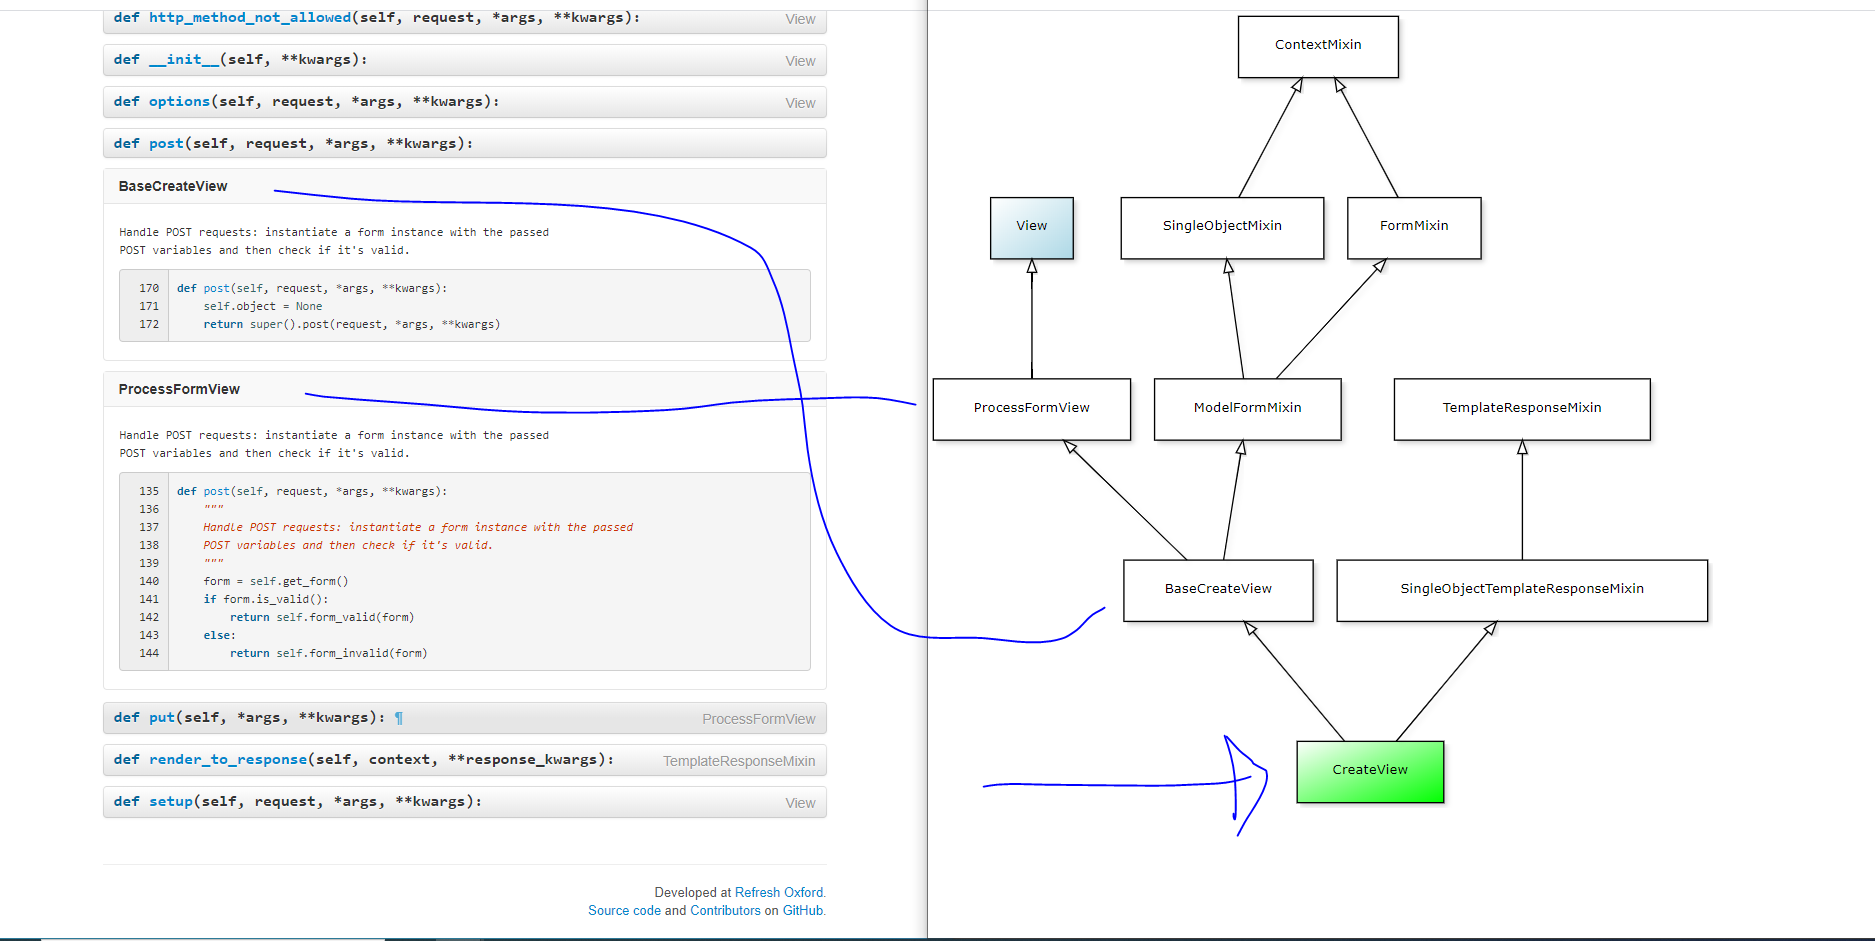 def http_method_not_allowed(self, request, *args, **kwargs): View
def __init__(self, **kwargs): View
def options(self, request, *args, **kwargs): View
def post(self, request, *args, **kwargs):
BaseCreateView
Handle POST requests: instantiate a form instance with the passed
POST variables and then check if it's valid.
170 def post(self, request, *args, **kwargs):
171 self.object = None
172 return super().post(request, *args, **kwargs)
ProcessFormView
Handle POST requests: instantiate a form instance with the passed
POST variables and then check if it's valid.
135 def post(self, request, *args, **kwargs):
136 """
137 Handle POST requests: instantiate a form instance with the passed
138 POST variables and then check if it's valid.
139 """
140 form = self.get_form()
141 if form.is_valid():
142 return self.form_valid(form)
143 else:
144 return self.form_invalid(form)
def put(self, *args, **kwargs): ¶ ProcessFormView
def render_to_response(self, context, **response_kwargs): TemplateResponseMixin
def setup(self, request, *args, **kwargs): View
Developed at Refresh Oxford.
Source code and Contributors on GitHub.
ContextMixin
View
SingleObjectMixin
FormMixin
ProcessFormView
ModelFormMixin
TemplateResponseMixin
BaseCreateView
SingleObjectTemplateResponseMixin
CreateView